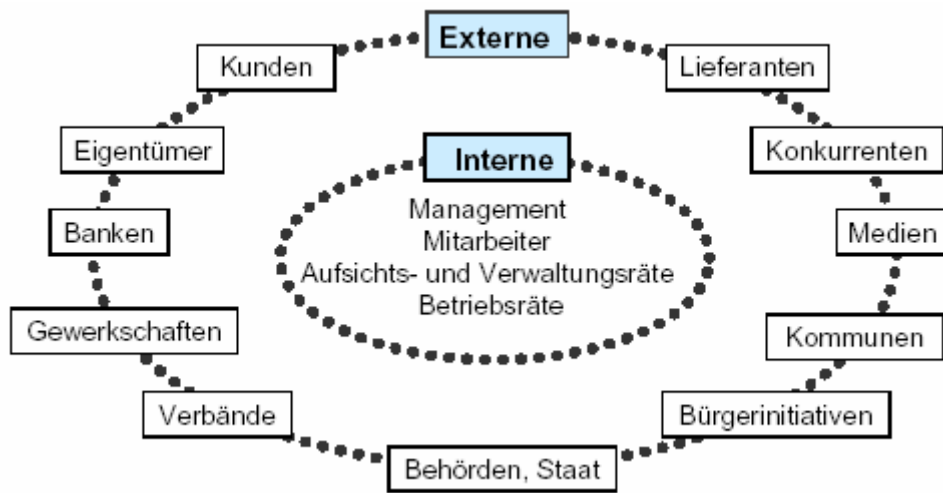 Externe
Kunden
Lieferanten
Eigentümer
Interne
Konkurrenten
Management
Banken
Mitarbeiter
Medien
Aufsichts- und Verwaltungsräte
Betriebsräte
Gewerkschaften
Kommunen
Verbände
Bürgerinitiativen
Behörden, Staat